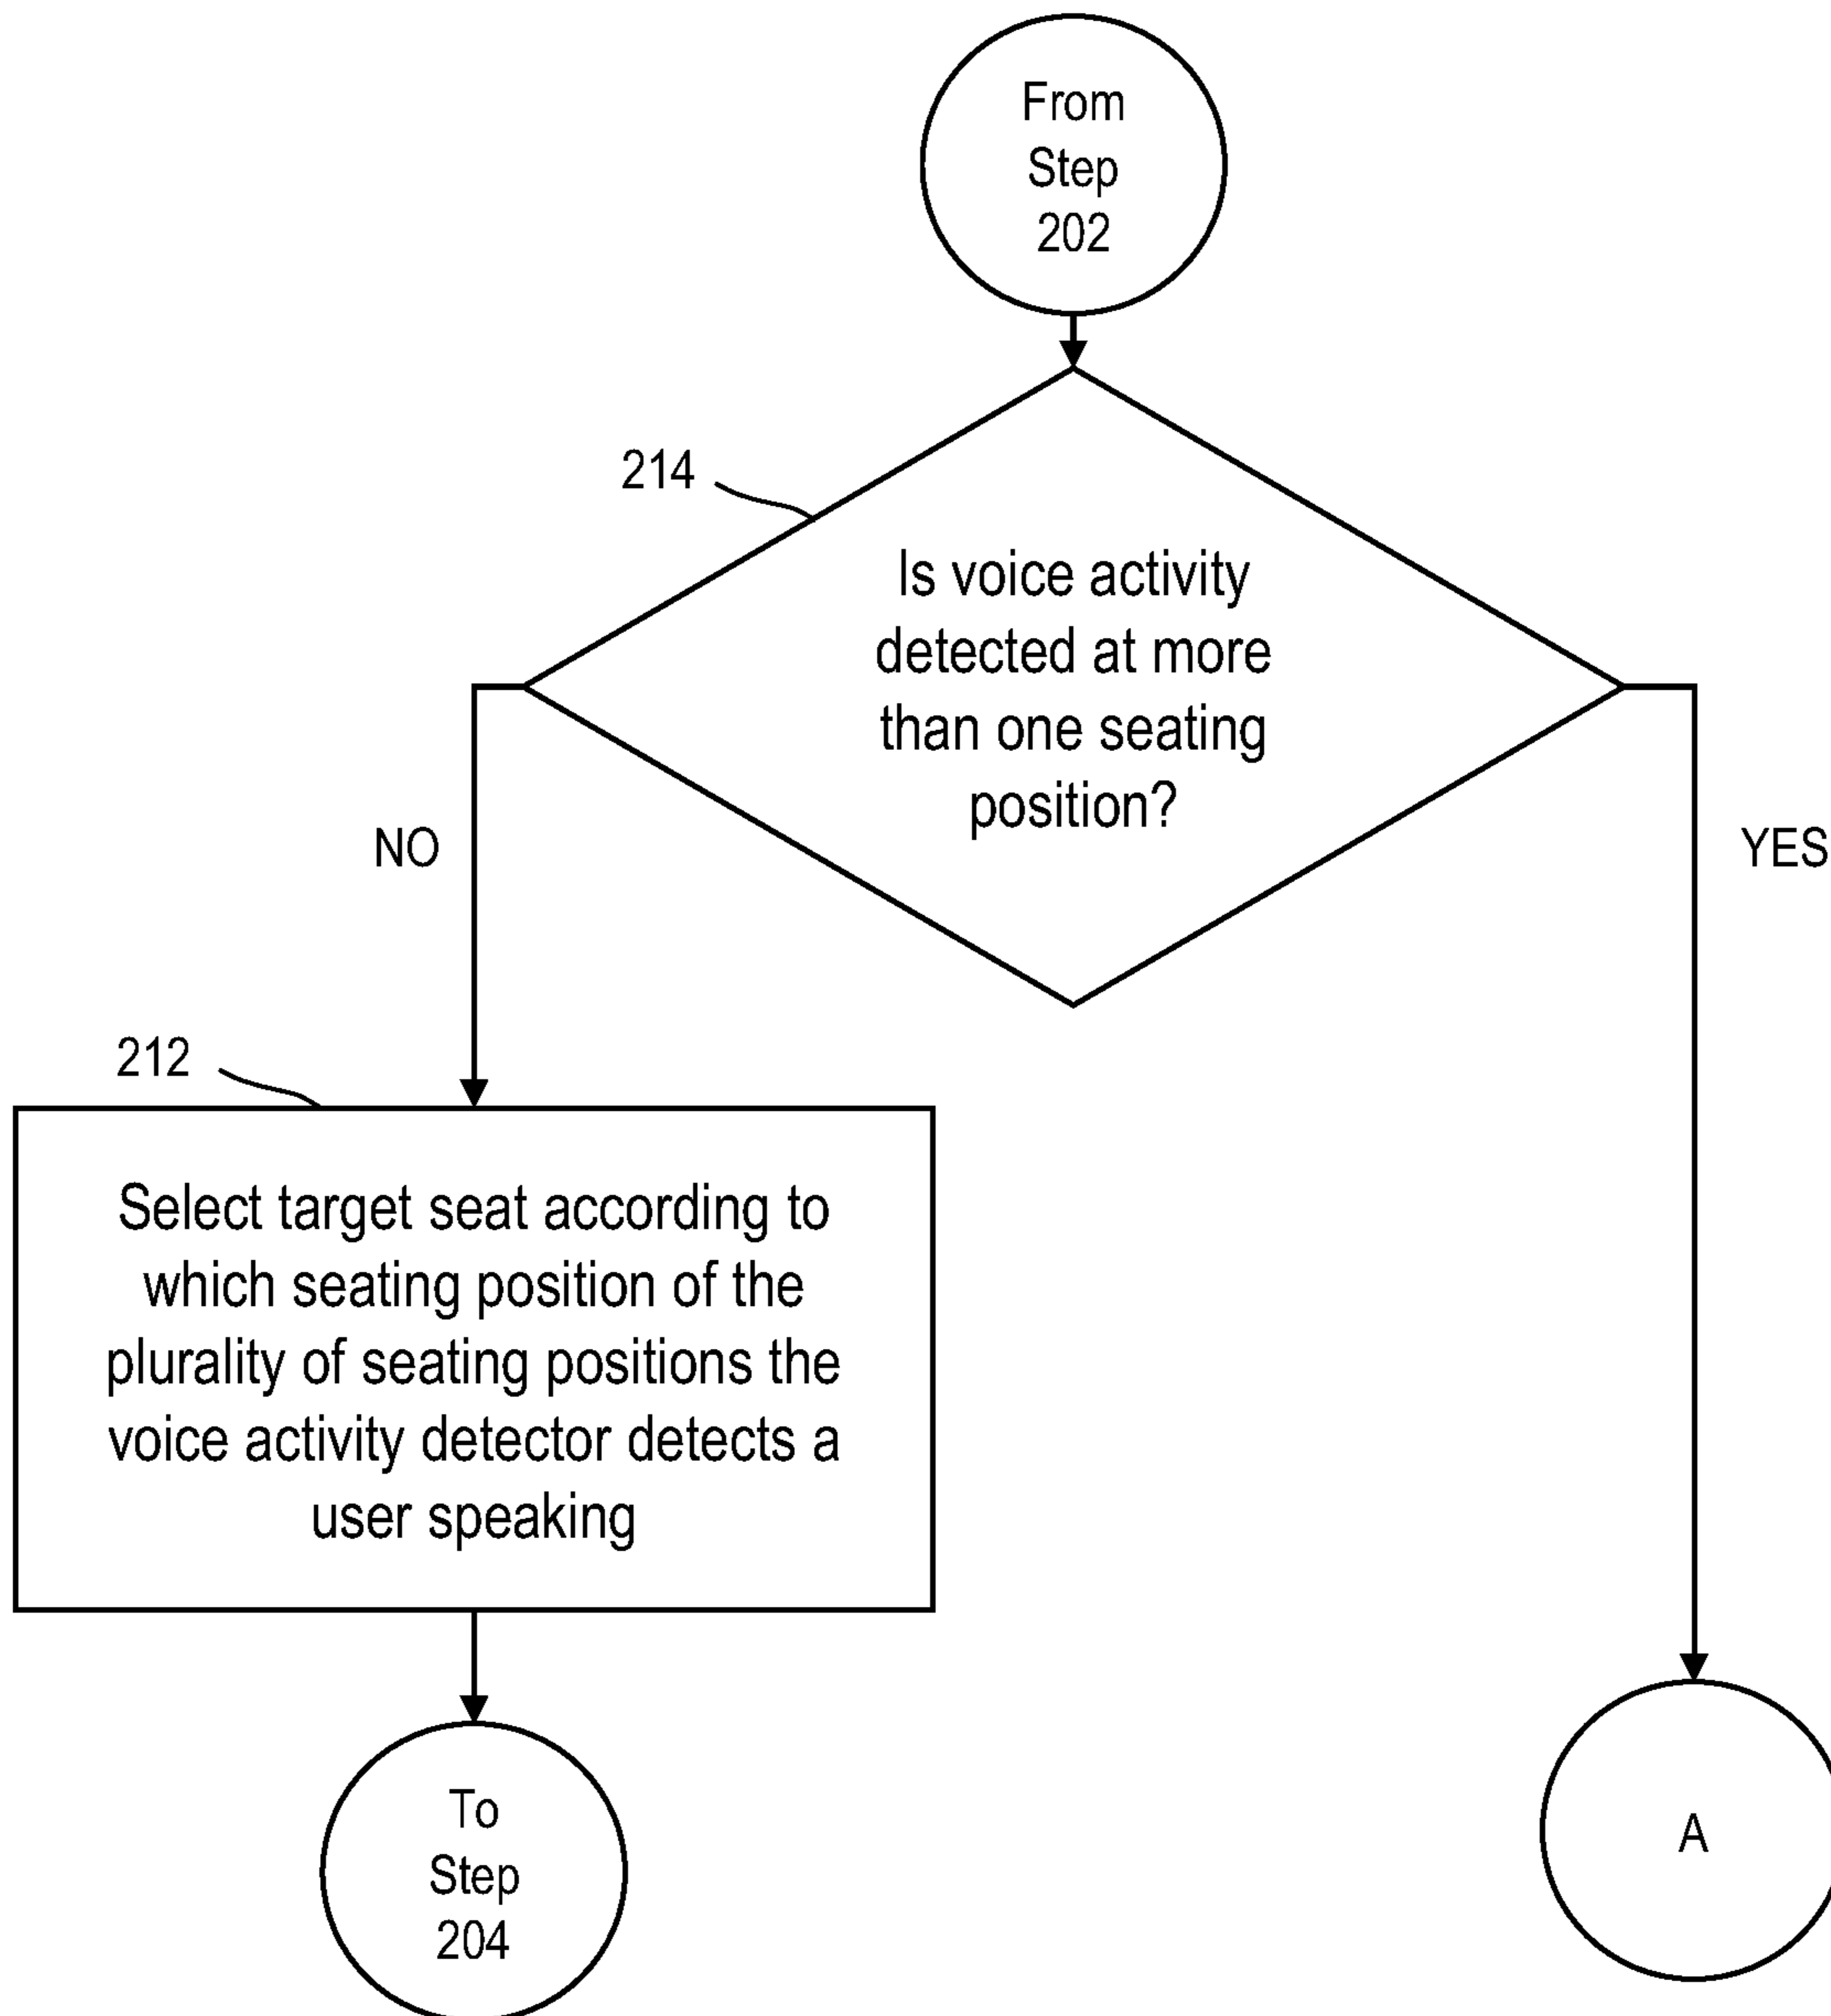 From
Step
202
214
Is voice activity
detected at more
than one seating
position?
NO
YES
212
Select target seat according to
which seating position of the
plurality of seating positions the
voice activity detector detects a
user speaking
To
Step
204
A